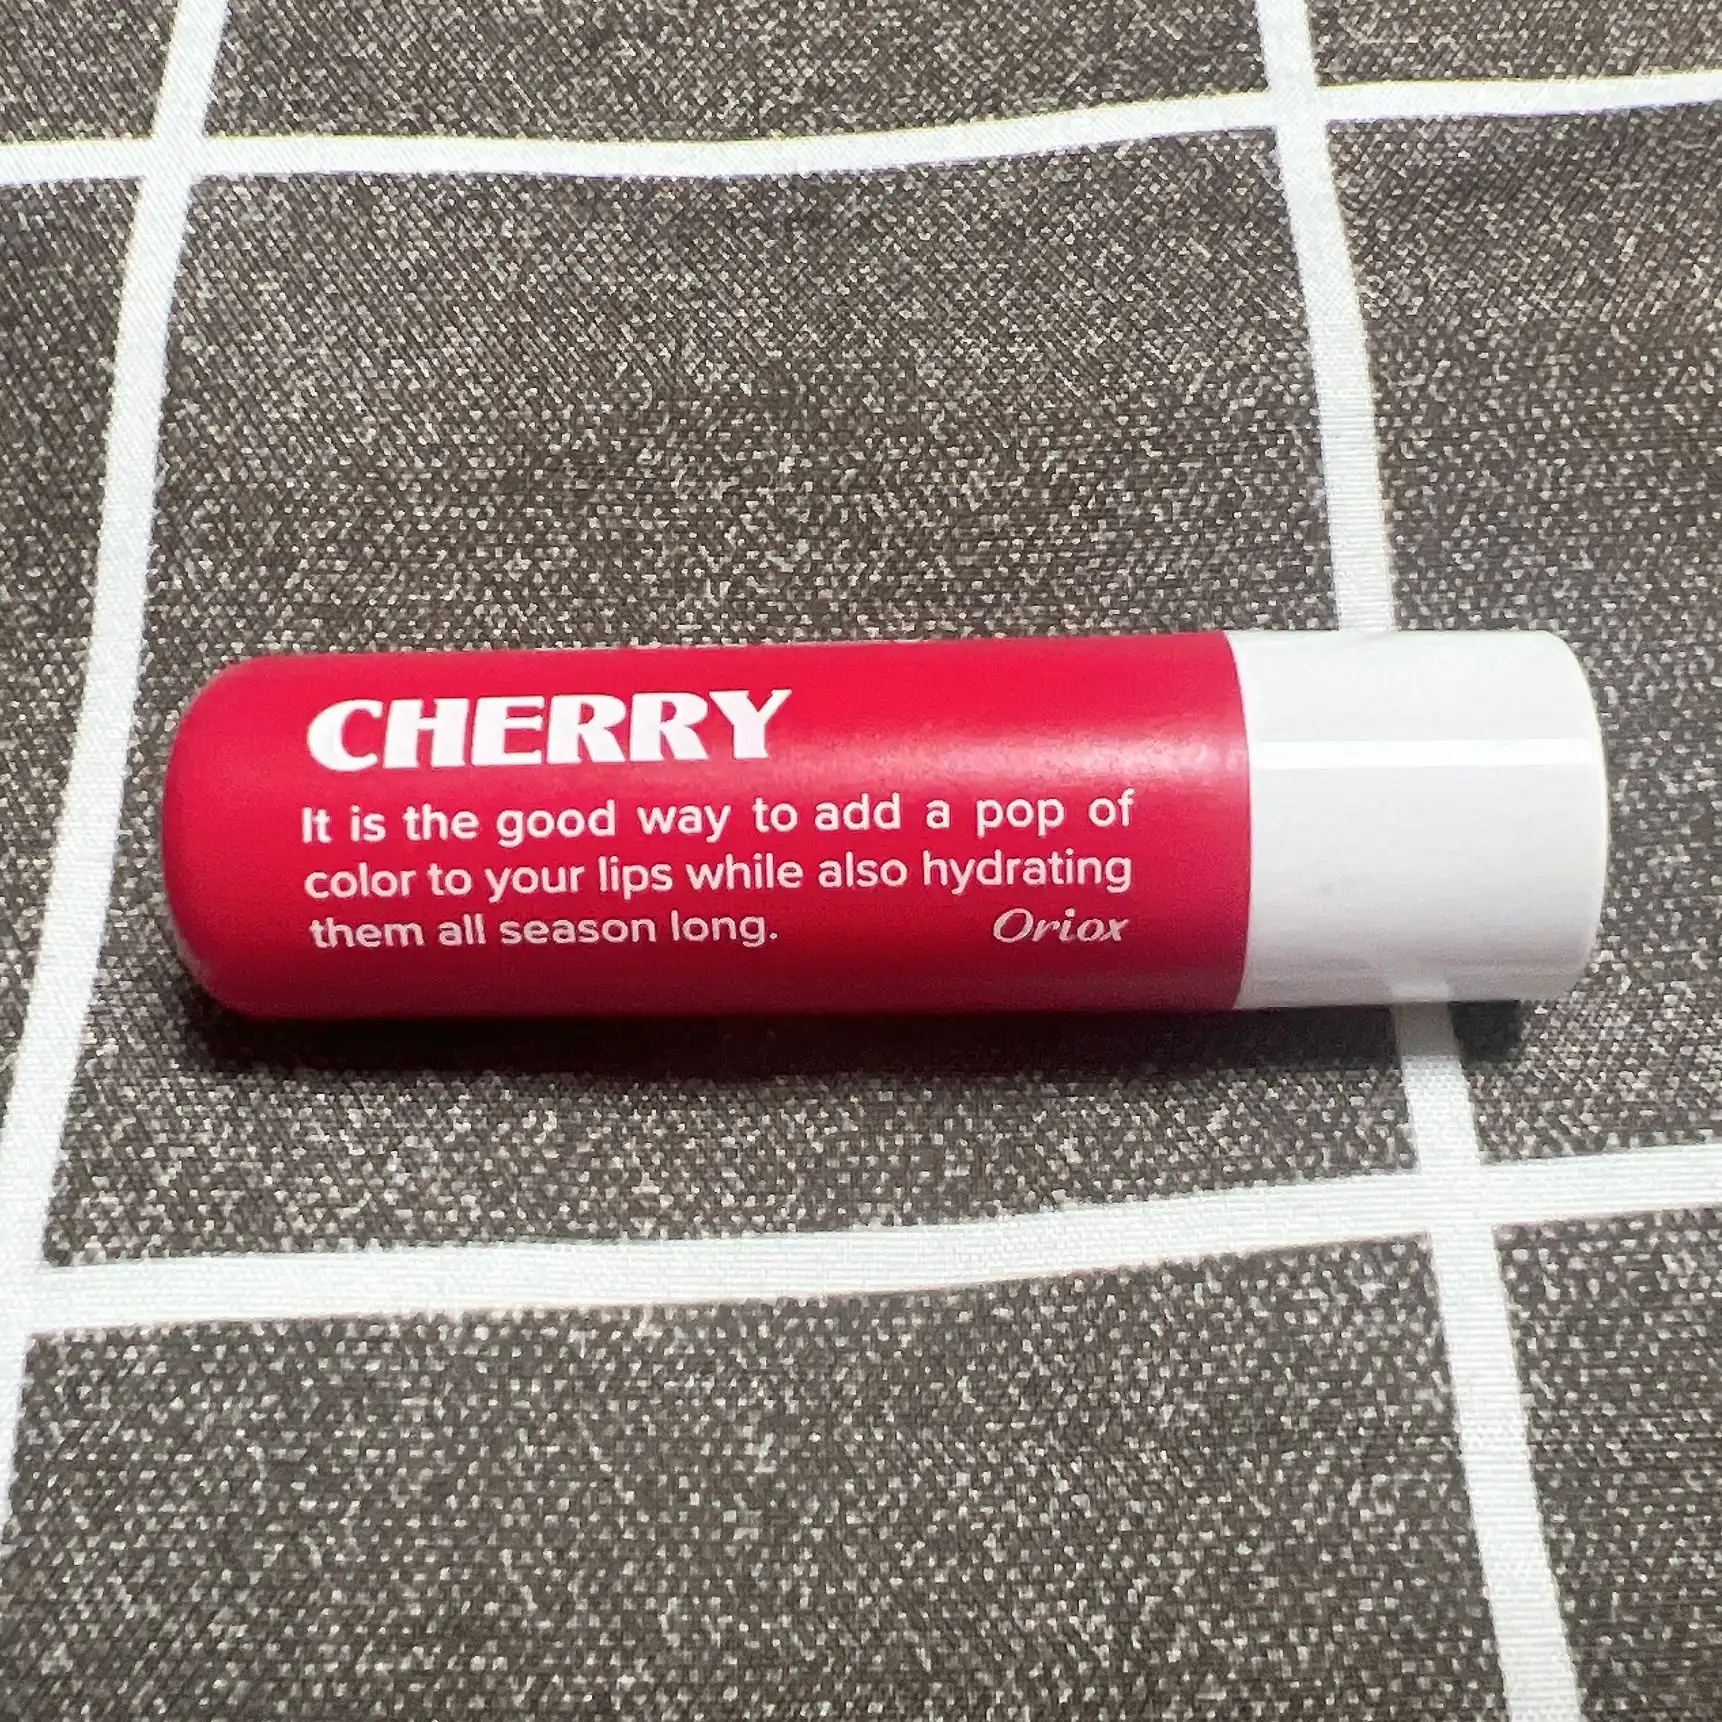 CHERRY
It is the good way to add a pop of
color to your lips while also hydrating
them all season long. Oriox